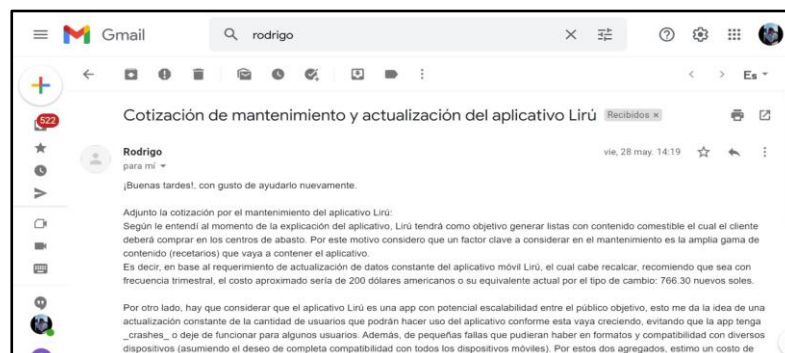 Gmail
rodrigo
Es
522
Cotización de mantenimiento y actualización del aplicativo Lirú Recibidos ×
Rodrigo
vie, 28 may. 14:19
para mí
¡Buenas tardes!, con gusto de ayudarlo nuevamente.
Adjunto la cotización por el mantenimiento del aplicativo Lirú:
Según le entendí al momento de la explicación del aplicativo, Lirú tendrá como objetivo generar listas con contenido comestible el cual el cliente
deberá comprar en los centros de abasto. Por este motivo considero que un factor clave a considerar en el mantenimiento es la amplia gama de
contenido (recetarios) que vaya a contener el aplicativo.
Es decir, en base al requerimiento de actualización de datos constante del aplicativo móvil Lirú, el cual cabe recalcar, recomiendo que sea con
frecuencia trimestral, el costo aproximado sería de 200 dólares americanos o su equivalente actual por el tipo de cambio: 766.30 nuevos soles.
Por otro lado, hay que considerar que el aplicativo Lirú es una app con potencial escalabilidad entre el público objetivo, esto me da la idea de una
actualización constante de la cantidad de usuarios que podrán hacer uso del aplicativo conforme esta vaya creciendo, evitando que la app tenga
_crashes_ o deje de funcionar para algunos usuarios. Además, de pequeñas fallas que pudieran haber en formatos y compatibilidad con diversos
dispositivos (asumiendo el deseo de completa compatibilidad con todos los dispositivos móviles). Por estos dos agregados, estimo un costo de